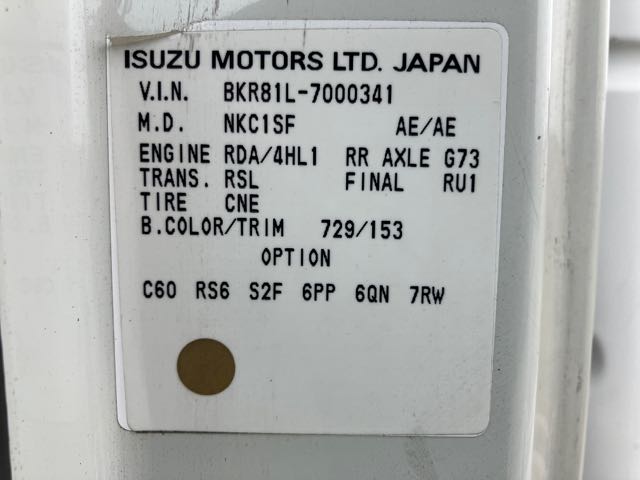 ISUZU MOTORS LTD. JAPAN
V.I.N. BKR81L-7000341
M.D. NKC1SF AE/AE
ENGINE RDA/4HL1 RR AXLE G73
TRANS. RSL FINAL RU1
TIRE CNE
B.COLOR/TRIM 729/153
OPTION
C60 RS6 S2F 6PP 6QN 7RW